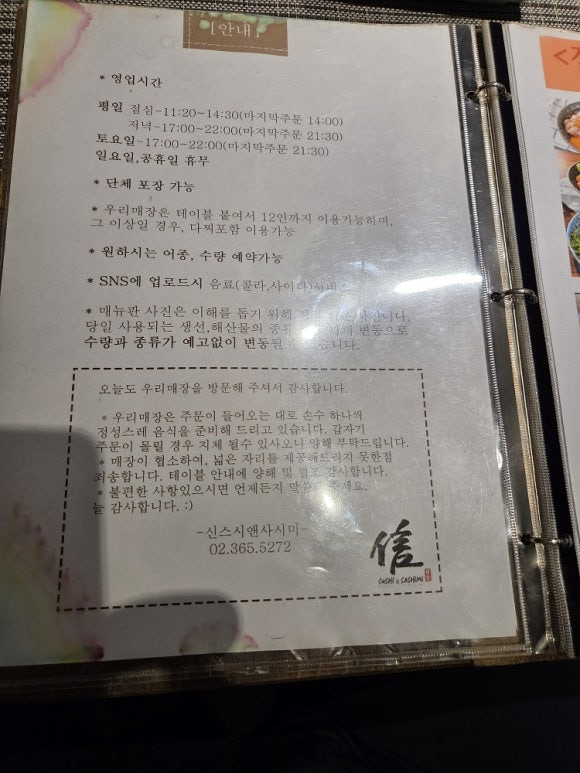 [안내]
* 영업시간
평일 점심-11:20~14:30(마지막주문 14:00)
저녁-17:00~22:00(마지막주문 21:30)
토요일-17:00~22:00(마지막주문 21:30)
일요일,공휴일 휴무
* 단체 포장 가능
* 우리매장은 테이블 붙여서 12인까지 이용가능하며,
그 이상일 경우, 다찌포함 이용가능
* 원하시는 어종, 수량 예약가능
* SNS에 업로드시 음료(콜라,사이다)서비스
* 매뉴판 사진은 이해를 돕기 위해
당일 사용되는 생선,해산물의 종류 변동으로
수량과 종류가 예고없이 변동될
오늘도 우리매장을 방문해 주셔서 감사합니다.
* 우리매장은 주문이 들어오는 대로 손수 하나씩
정성스레 음식을 준비해 드리고 있습니다. 갑자기
주문이 몰릴 경우 지체 될수 있사오니 양해 부탁드립니다.
* 매장이 협소하여, 넓은 자리를 제공해드리지 못한점
죄송합니다. 테이블 안내에 양해 및 협조 감사합니다.
* 불편한 사항있으시면 언제든지
늘 감사합니다. :)
-신스시앤사시미-
02.365.5272
信
SUSHI & SASHIMI